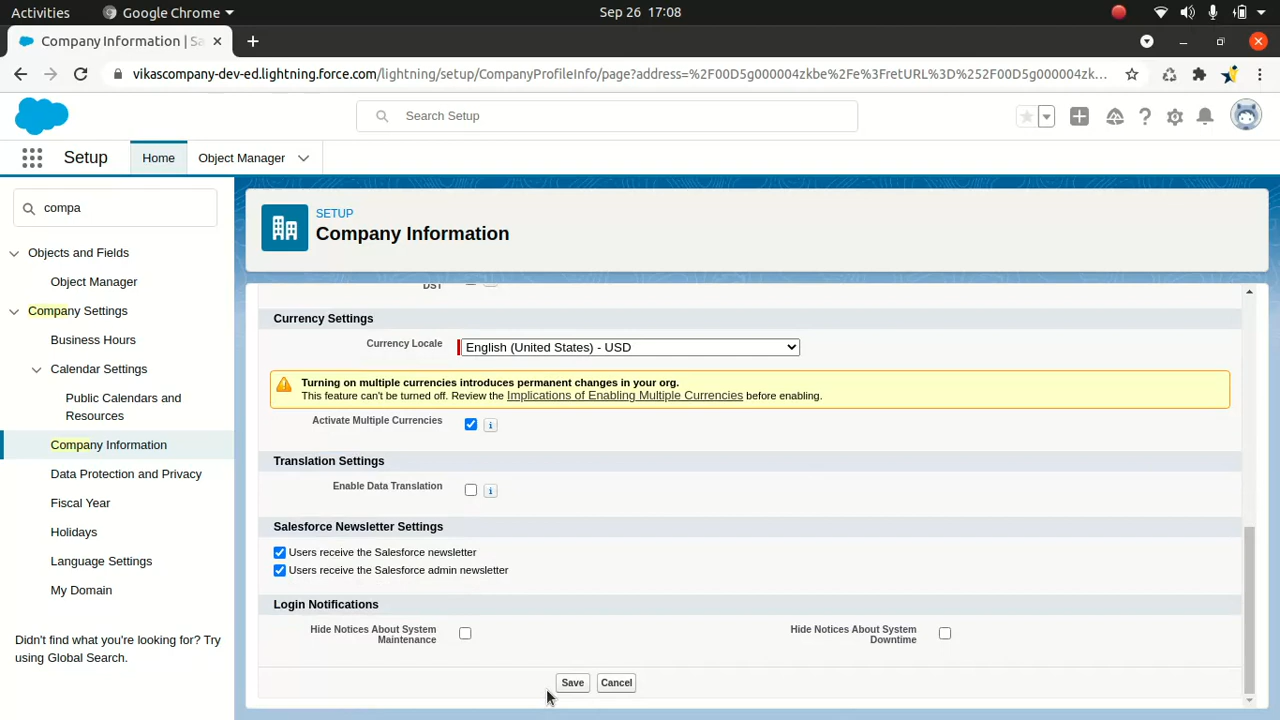 Activities
Google Chrome
Sep 26 17:08
Company Information | Sa
vikascompany-dev-ed.lightning.force.com/lightning/setup/CompanyProfileInfo/page?address=%2F00D5g000004zkbe%2Fe%3FretURL%3D%252F00D5g000004zk...
Search Setup
Setup
Home
Object Manager
compa
Objects and Fields
Object Manager
Company Settings
Business Hours
Calendar Settings
Public Calendars and
Resources
Company Information
Data Protection and Privacy
Fiscal Year
Holidays
Language Settings
My Domain
Didn't find what you're looking for? Try
using Global Search.
SETUP
Company Information
DST
Currency Settings
Currency Locale
English (United States) - USD
Turning on multiple currencies introduces permanent changes in your org.
This feature can't be turned off. Review the Implications of Enabling Multiple Currencies before enabling.
Activate Multiple Currencies
Translation Settings
Enable Data Translation
Salesforce Newsletter Settings
Users receive the Salesforce newsletter
Users receive the Salesforce admin newsletter
Login Notifications
Hide Notices About System
Maintenance
Hide Notices About System
Downtime
Save
Cancel